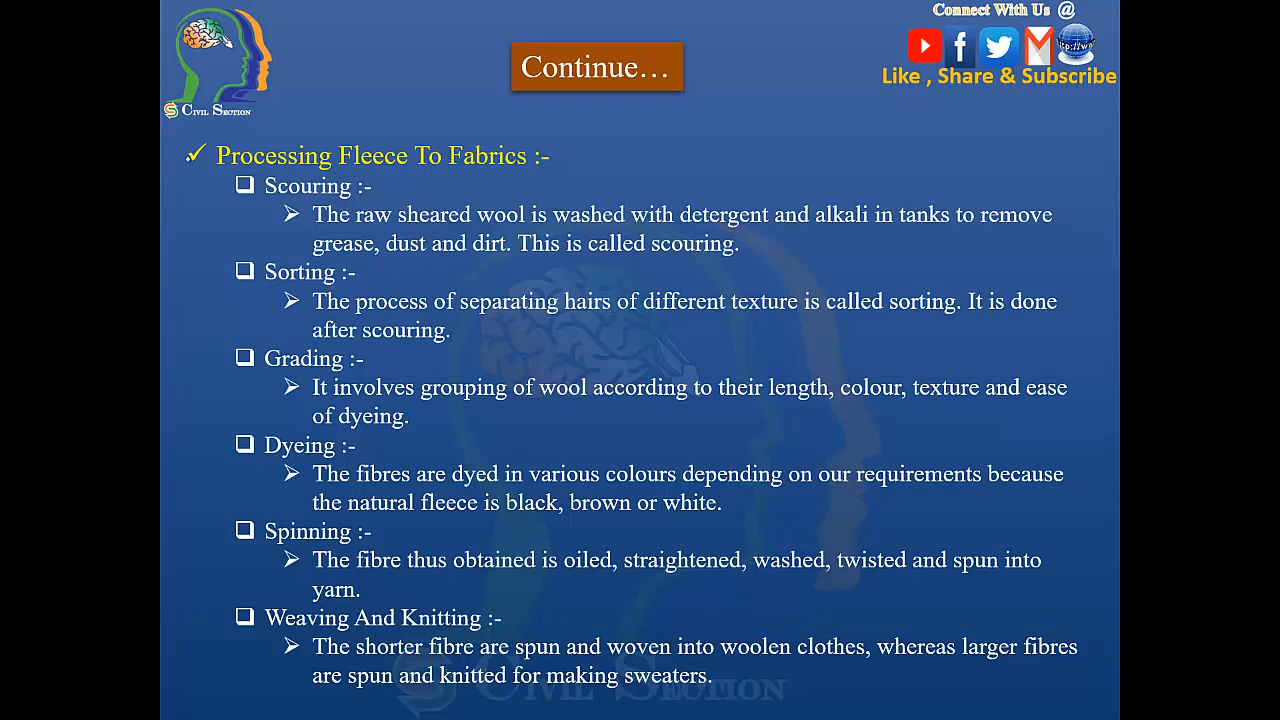 Connect With Us @
http://www
Like , Share & Subscribe
Continue…
CIVIL SECTION
✓ Processing Fleece To Fabrics :-
❑ Scouring :-
➢ The raw sheared wool is washed with detergent and alkali in tanks to remove
grease, dust and dirt. This is called scouring.
❑ Sorting :-
➢ The process of separating hairs of different texture is called sorting. It is done
after scouring.
❑ Grading :-
➢ It involves grouping of wool according to their length, colour, texture and ease
of dyeing.
❑ Dyeing :-
➢ The fibres are dyed in various colours depending on our requirements because
the natural fleece is black, brown or white.
❑ Spinning :-
➢ The fibre thus obtained is oiled, straightened, washed, twisted and spun into
yarn.
❑ Weaving And Knitting :-
➢ The shorter fibre are spun and woven into woolen clothes, whereas larger fibres
are spun and knitted for making sweaters.
CIVIL SECTION